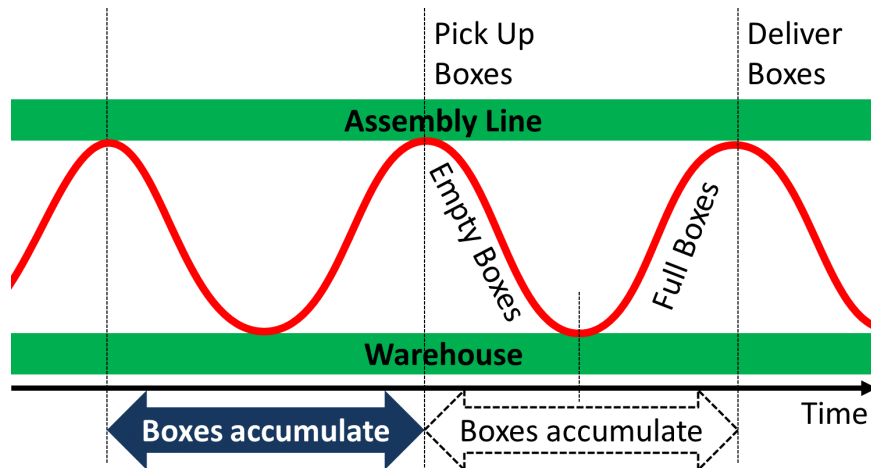 Pick Up
Boxes
Deliver
Boxes
Assembly Line
Empty Boxes
Full Boxes
Warehouse
Time
Boxes accumulate
Boxes accumulate